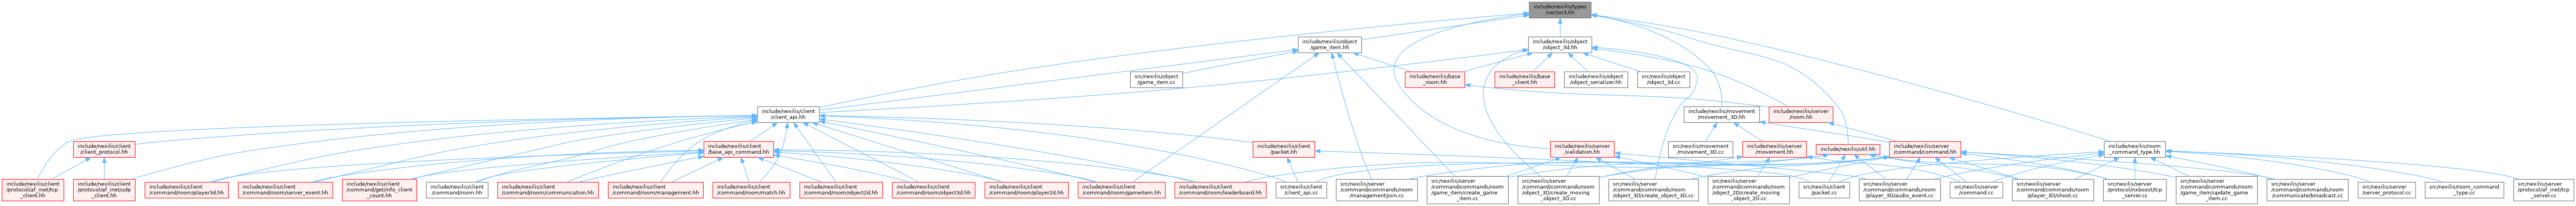 include/nexilis/types
/vector3.hh
include/nexilis/object
/game_item.hh
include/nexilis/object
/object_3d.hh
src/nexilis/object
/game_item.cc
include/nexilis/base
_room.hh
include/nexilis/base
_client.hh
include/nexilis/object
/object_serializer.hh
src/nexilis/object
/object_3d.cc
include/nexilis/client
/client_api.hh
include/nexilis/movement
/movement_3D.hh
include/nexilis/server
/room.hh
include/nexilis/client
/client_protocol.hh
include/nexilis/client
/base_api_command.hh
include/nexilis/client
/packet.hh
include/nexilis/server
/validation.hh
src/nexilis/movement
/movement_3D.cc
include/nexilis/server
/movement.hh
include/nexilis/util.hh
include/nexilis/server
/command/command.hh
include/nexilis/room
_command_type.hh
include/nexilis/client
/protocol/af_inet/tcp
_client.hh
include/nexilis/client
/protocol/af_inet/udp
_client.hh
include/nexilis/client
/command/room/player3d.hh
include/nexilis/client
/command/room/server_event.hh
include/nexilis/client
/command/get/info_client
_count.hh
include/nexilis/client
/command/room.hh
include/nexilis/client
/command/room/communication.hh
include/nexilis/client
/command/room/management.hh
include/nexilis/client
/command/room/match.hh
include/nexilis/client
/command/room/object2d.hh
include/nexilis/client
/command/room/object3d.hh
include/nexilis/client
/command/room/player2d.hh
include/nexilis/client
/command/room/gameitem.hh
include/nexilis/client
/command/room/leaderboard.hh
src/nexilis/client
/client_api.cc
src/nexilis/server
/command/commands/room
/management/join.cc
src/nexilis/server
/command/commands/room
/game_item/create_game
_item.cc
src/nexilis/server
/command/commands/room
/object_3D/create_moving
_object_3D.cc
src/nexilis/server
/command/commands/room
/object_3D/create_object_3D.cc
src/nexilis/server
/command/commands/room
/object_2D/create_moving
_object_2D.cc
src/nexilis/client
/packet.cc
src/nexilis/server
/command/commands/room
/player_3D/audio_event.cc
src/nexilis/server
/command.cc
src/nexilis/server
/command/commands/room
/player_3D/shoot.cc
src/nexilis/server
/protocol/rxboost/tcp
_server.cc
src/nexilis/server
/command/commands/room
/game_item/update_game
_item.cc
src/nexilis/server
/command/commands/room
/communicate/broadcast.cc
src/nexilis/server
/server_protocol.cc
src/nexilis/room_command
_type.cc
src/nexilis/server
/protocol/af_inet/tcp
_server.cc